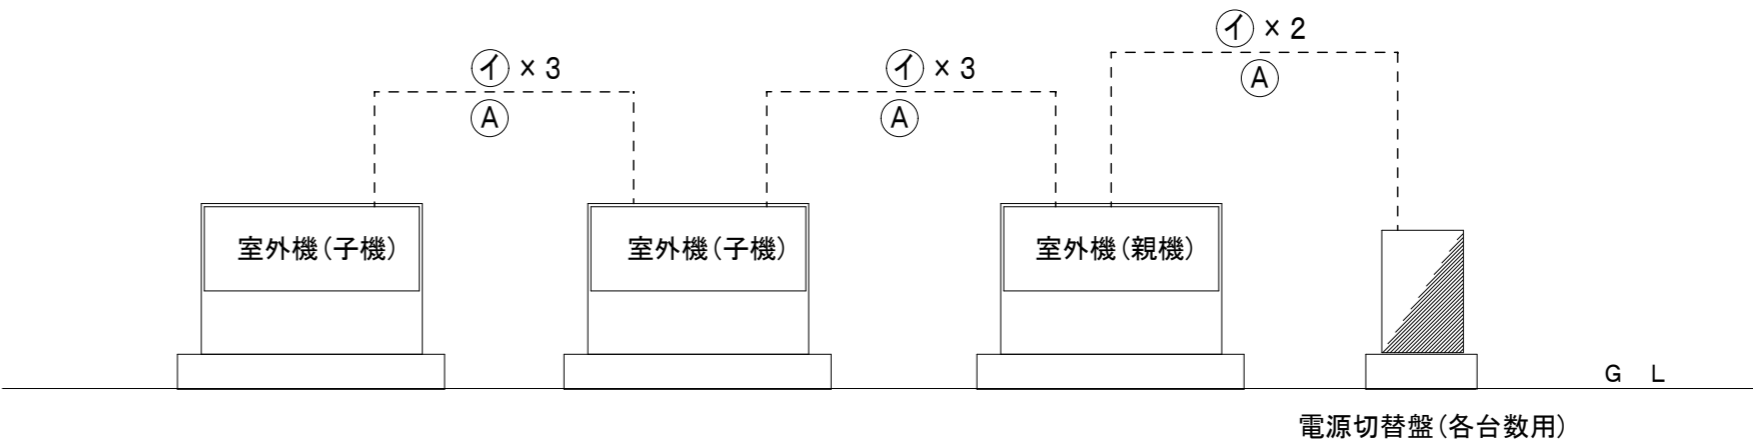 ㋑ × 2
Ⓐ
㋑ × 3
Ⓐ
㋑ × 3
Ⓐ
室外機(子機)
室外機(子機)
室外機(親機)
G L
電源切替盤(各台数用)